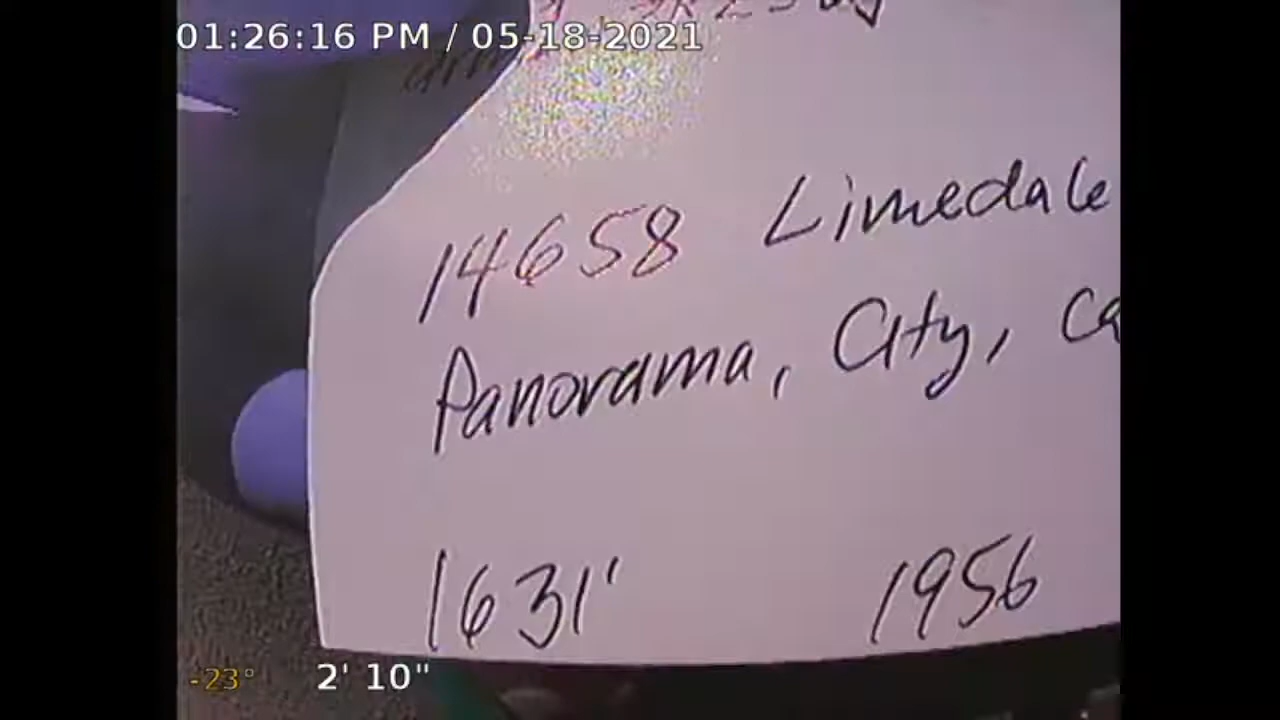 01:26:16 PM / 05-18-2021
14658 Limedale
Panorama, City, Ca
1631' 1956
-23° 2' 10"